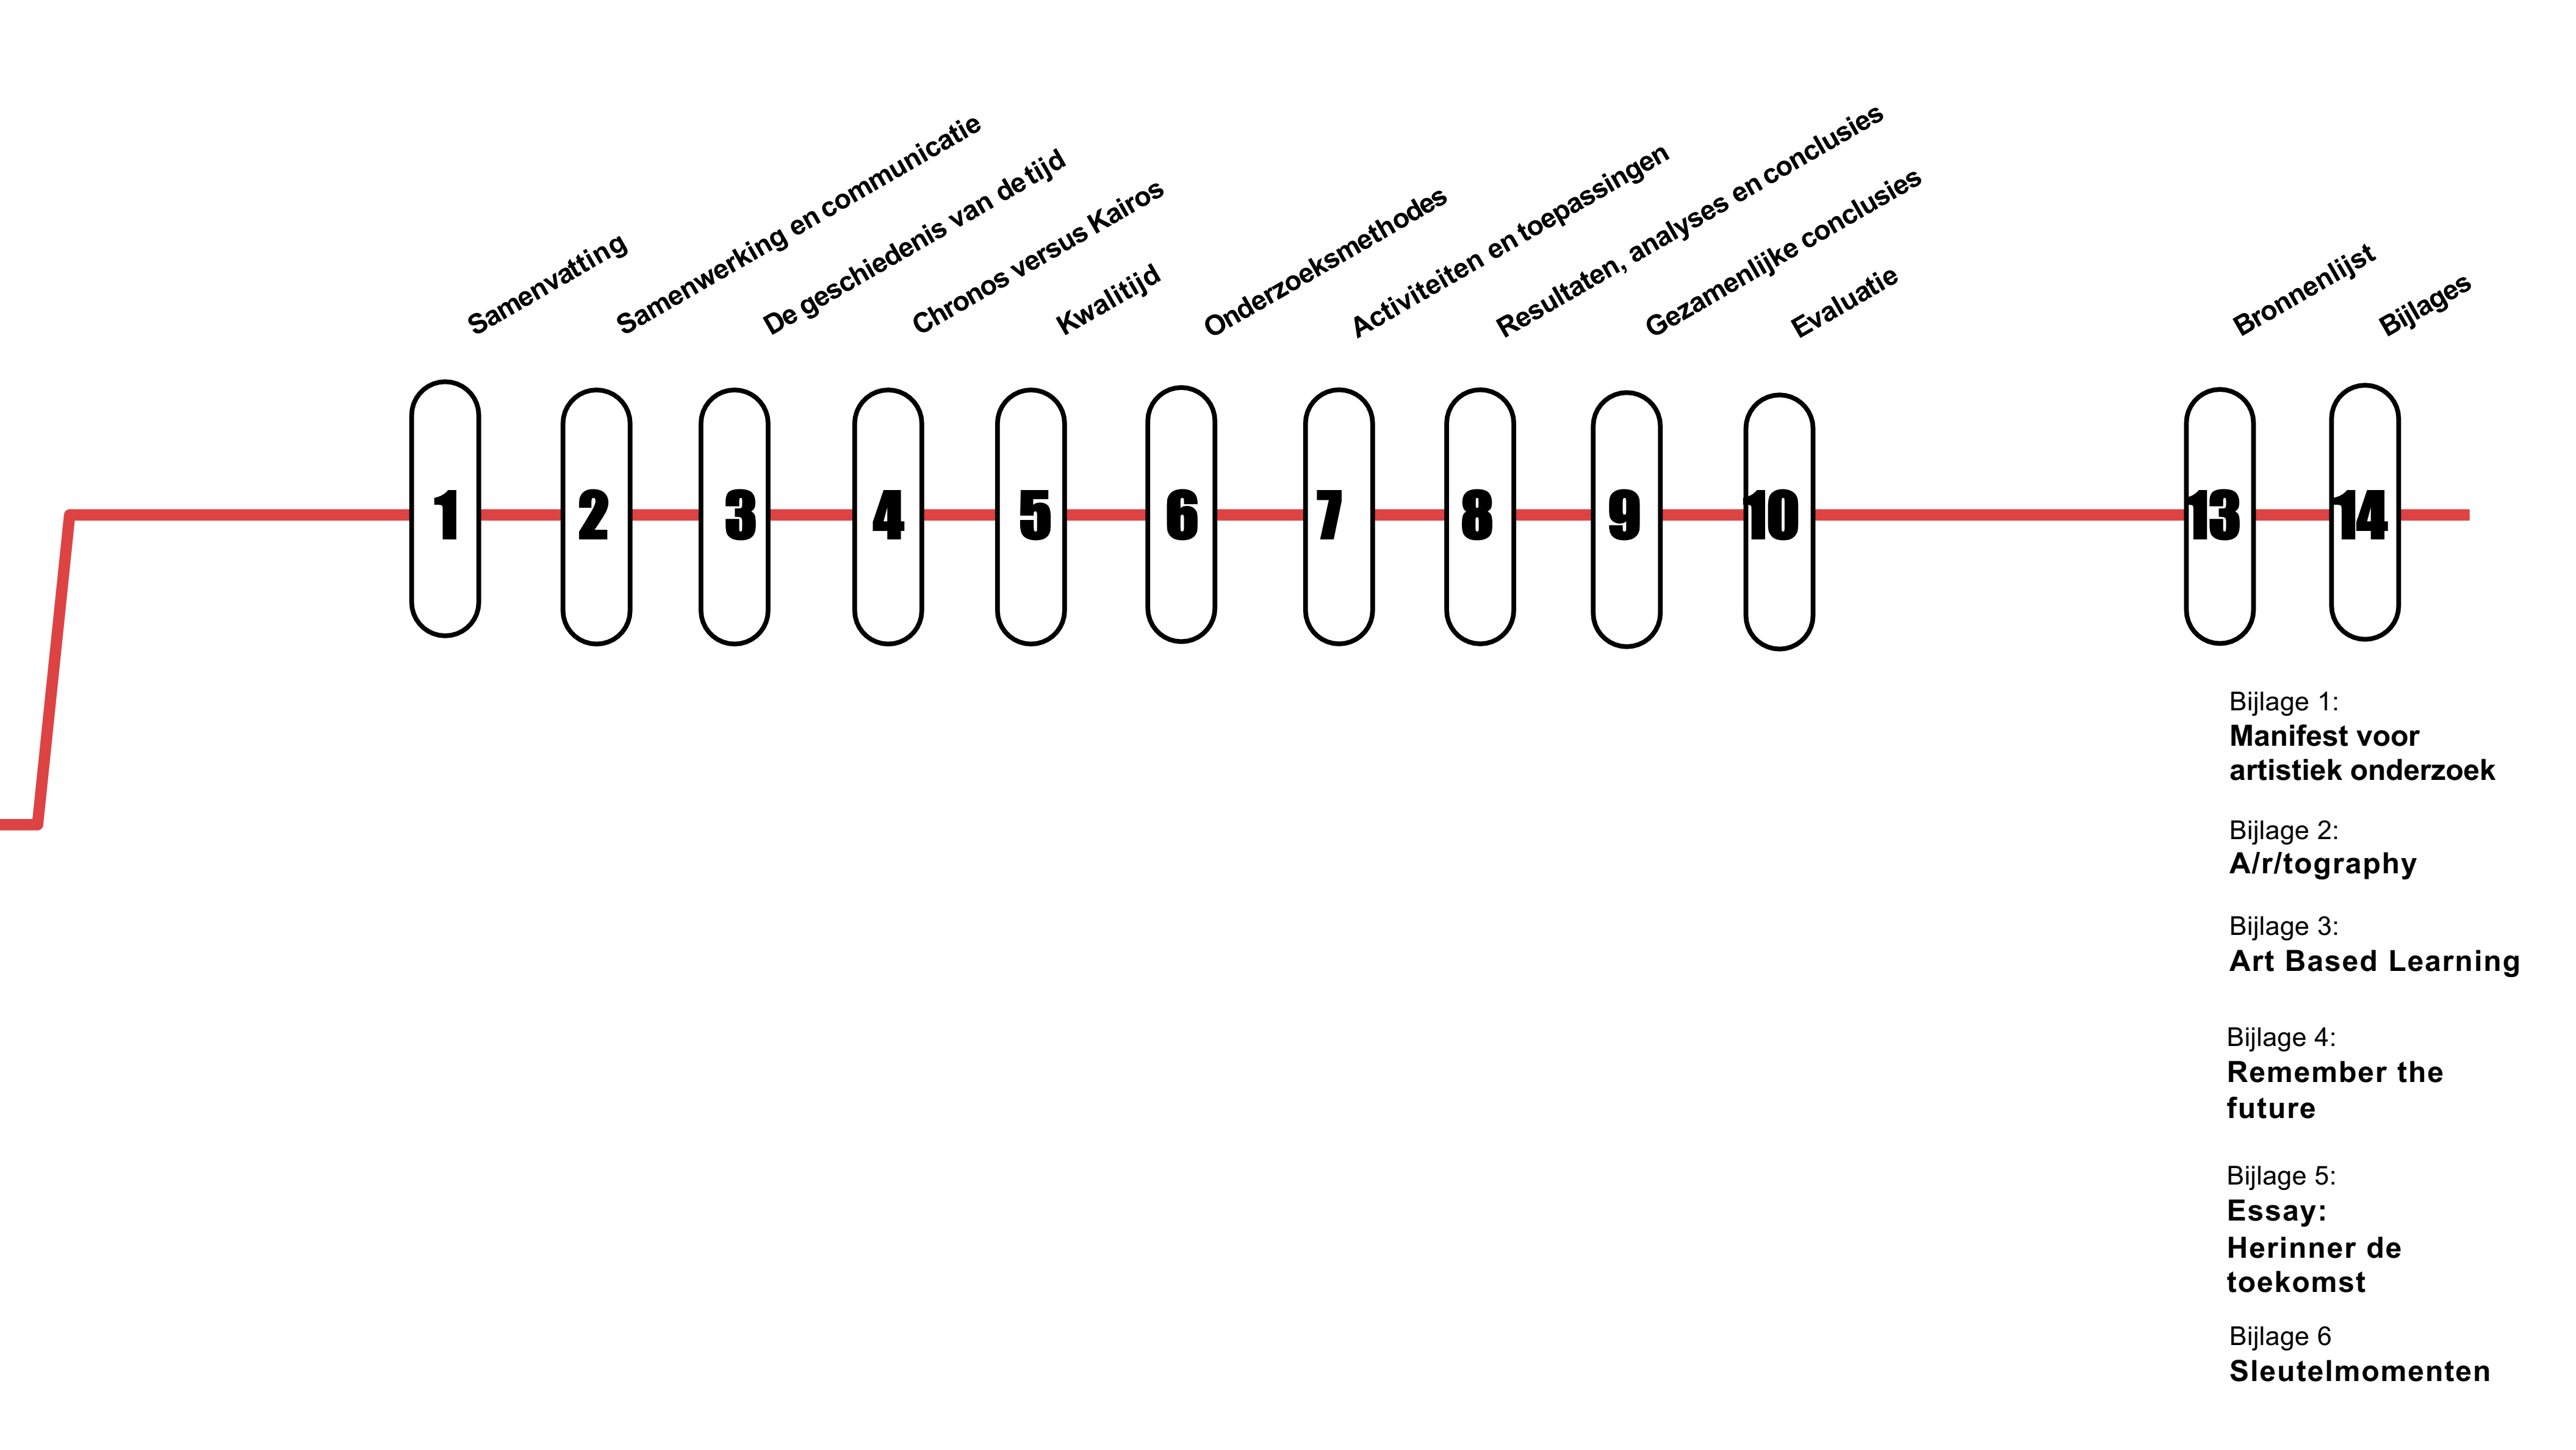 Samenvatting
Samenwerking en communicatie
De geschiedenis van de tijd
Chronos versus Kairos
Kwalitijd
Onderzoeksmethodes
Activiteiten en toepassingen
Resultaten, analyses en conclusies
Gezamenlijke conclusies
Evaluatie
Bronnenlijst
Bijlages
1
2
3
4
5
6
7
8
9
10
13
14
Bijlage 1:
Manifest voor
artistiek onderzoek
Bijlage 2:
A/r/tography
Bijlage 3:
Art Based Learning
Bijlage 4:
Remember the
future
Bijlage 5:
Essay:
Herinner de
toekomst
Bijlage 6
Sleutelmomenten